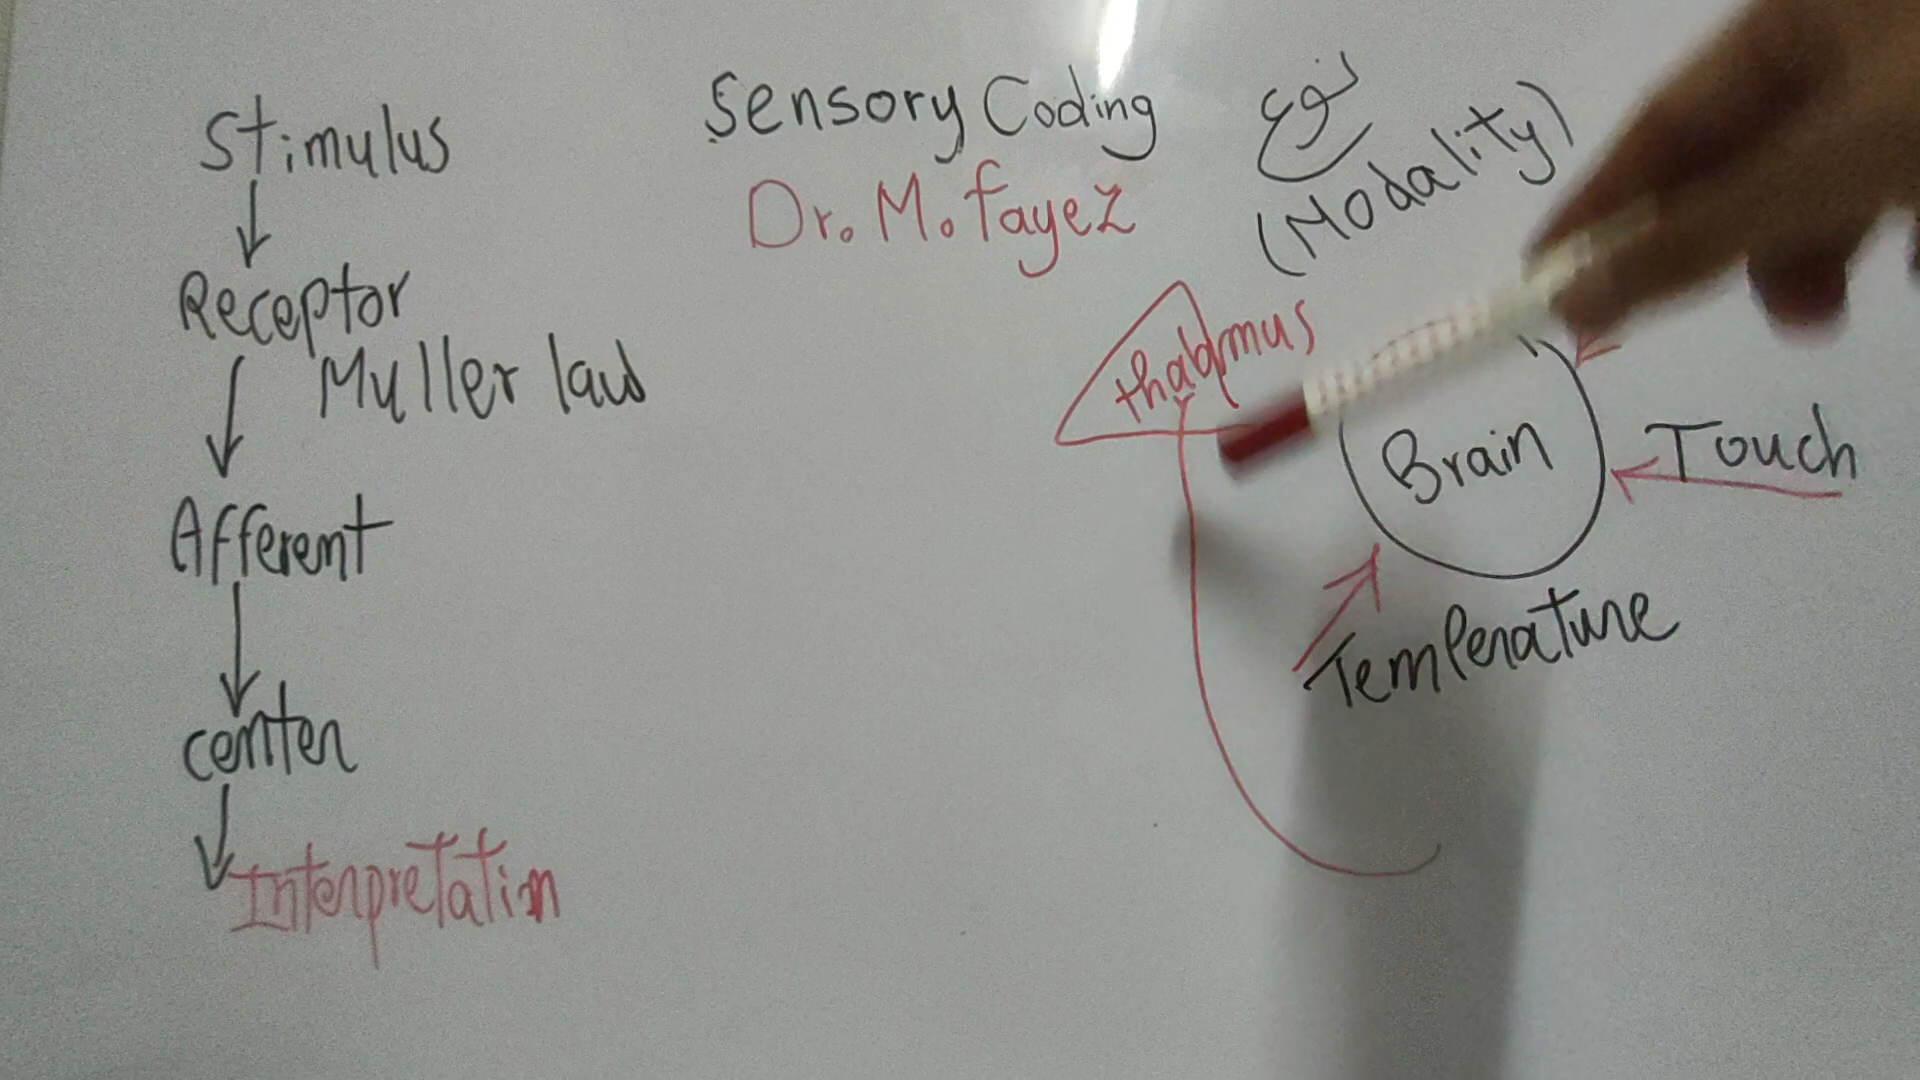 Sensory Coding
Dr. M. Fayez
Stimulus
Receptor
Muller law
Afferent
center
Interpretation
نوع
(Modality)
thalamus
Brain
Touch
Temperature